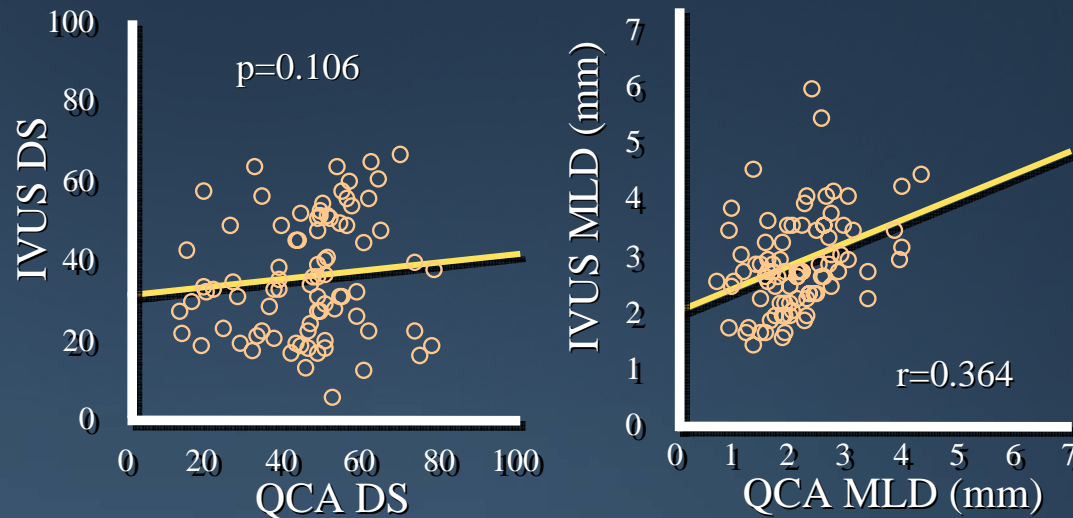 100
80
60
40
20
0
IVUS DS
p=0.106
0 20 40 60 80 100
QCA DS
7
6
5
4
3
2
1
0
IVUS MLD (mm)
r=0.364
0 1 2 3 4 5 6 7
QCA MLD (mm)